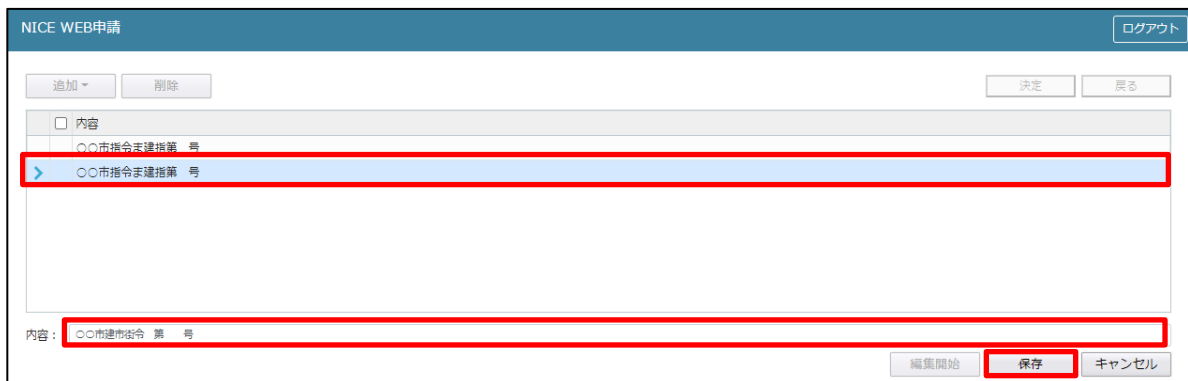 NICE WEB申請 ログアウト
追加 削除 決定 戻る
内容
○○市指令ま建指第　号
○○市指令ま建指第　号
内容： ○○市建市街令　第　　号
編集開始 保存 キャンセル